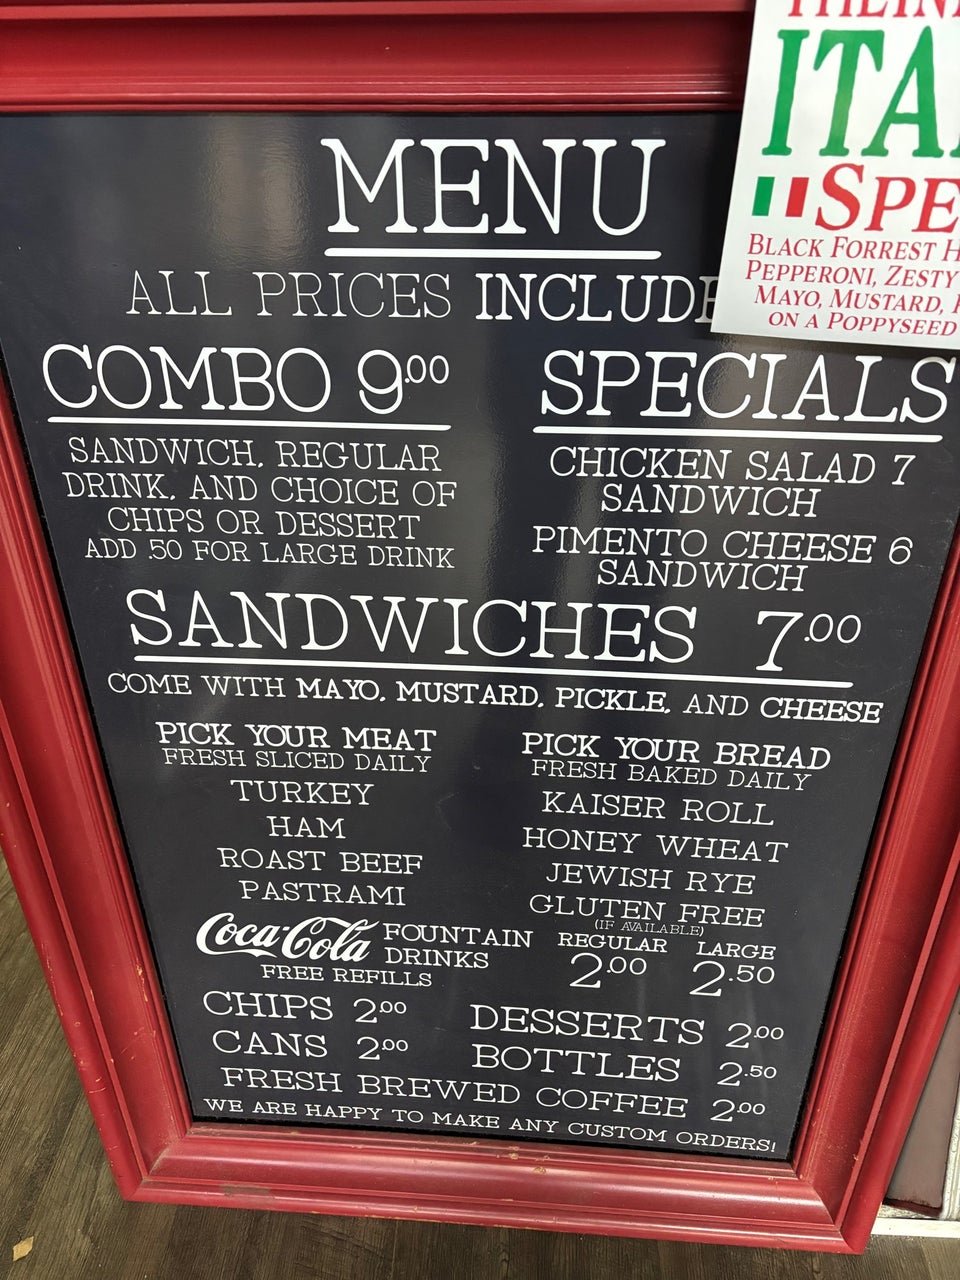 MENU
ALL PRICES INCLUDE
COMBO 9.00
SANDWICH, REGULAR
DRINK, AND CHOICE OF
CHIPS OR DESSERT
ADD .50 FOR LARGE DRINK
SPECIALS
CHICKEN SALAD 7
SANDWICH
PIMENTO CHEESE 6
SANDWICH
SANDWICHES 7.00
COME WITH MAYO, MUSTARD, PICKLE, AND CHEESE
PICK YOUR MEAT
FRESH SLICED DAILY
TURKEY
HAM
ROAST BEEF
PASTRAMI
PICK YOUR BREAD
FRESH BAKED DAILY
KAISER ROLL
HONEY WHEAT
JEWISH RYE
GLUTEN FREE
(IF AVAILABLE)
Coca-Cola FOUNTAIN
DRINKS
FREE REFILLS
REGULAR LARGE
2.00 2.50
CHIPS 2.00 DESSERTS 2.00
CANS 2.00 BOTTLES 2.50
FRESH BREWED COFFEE 2.00
WE ARE HAPPY TO MAKE ANY CUSTOM ORDERS!
ITA
SPE
BLACK FORREST H
PEPPERONI, ZESTY
MAYO, MUSTARD,
ON A POPPYSEED